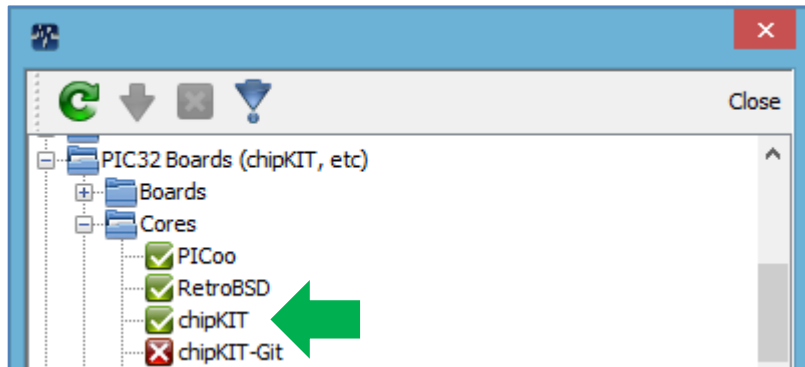 Close
PIC32 Boards (chipKIT, etc)
Boards
Cores
PICoo
RetroBSD
chipKIT
chipKIT-Git